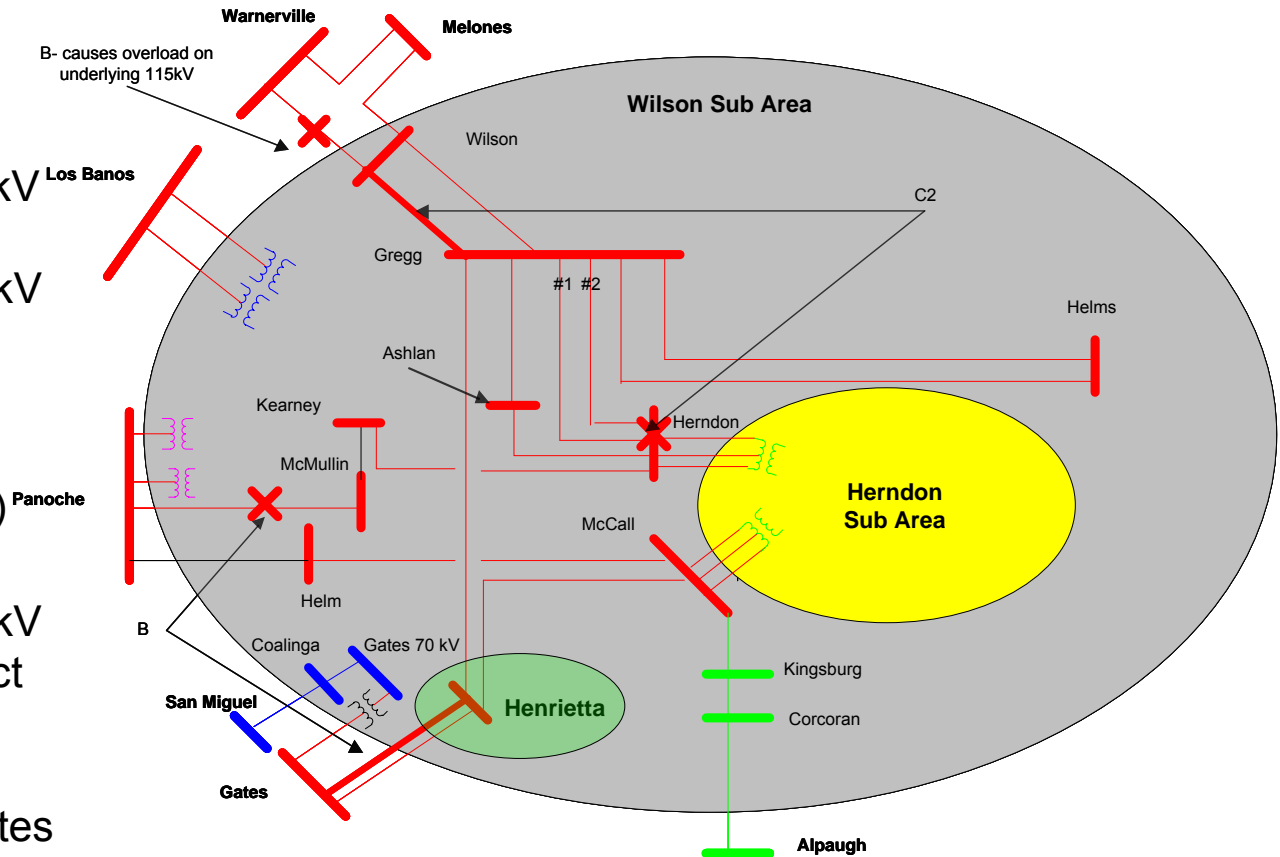 Warnerville
Melones
B- causes overload on
underlying 115kV
Wilson Sub Area
Wilson
kV
Los Banos
C2
Gregg
kV
#1 #2
Helms
Ashlan
Kearney
Herndon
McMullin
)
Panoche
Herndon
Sub Area
McCall
Helm
kV
B
Coalinga
Gates 70 kV
ct
Kingsburg
San Miguel
Henrietta
Corcoran
Gates
tes
Alpaugh